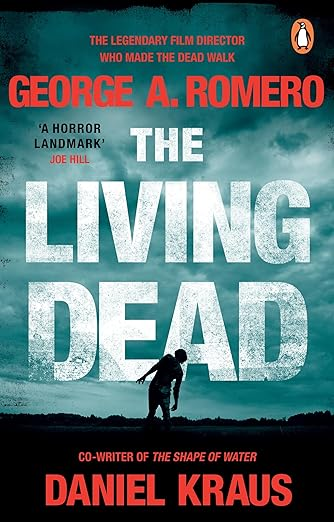 THE LEGENDARY FILM DIRECTOR
WHO MADE THE DEAD WALK
GEORGE A. ROMERO
'A HORROR
LANDMARK'
JOE HILL
THE
LIVING
DEAD
CO-WRITER OF THE SHAPE OF WATER
DANIEL KRAUS